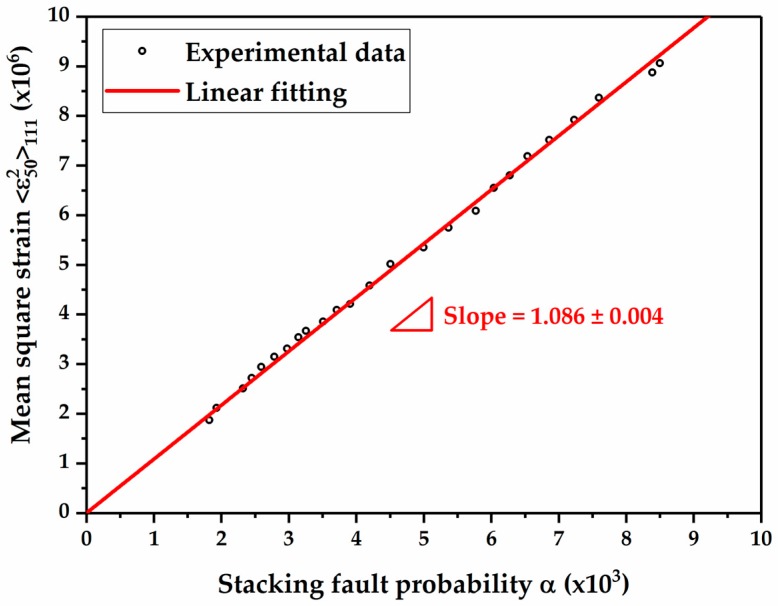 10
9
8
7
6
5
4
3
2
1
0
Mean square strain <ε²₅₀>₁₁₁ (x10⁶)
Experimental data
Linear fitting
Slope = 1.086 ± 0.004
0 1 2 3 4 5 6 7 8 9 10
Stacking fault probability α (x10³)